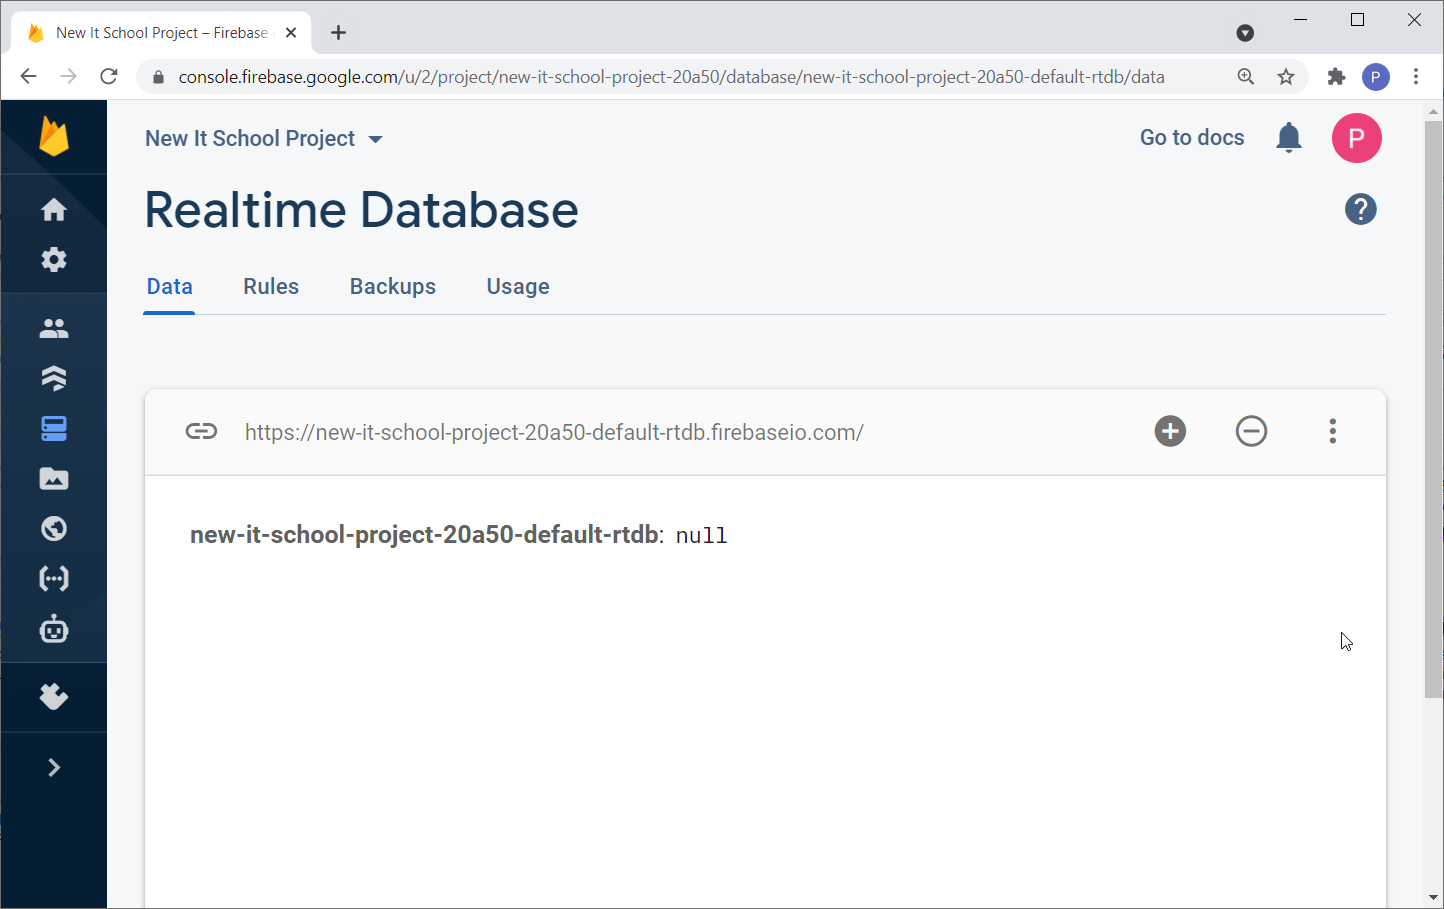 New It School Project – Firebase
console.firebase.google.com/u/2/project/new-it-school-project-20a50/database/new-it-school-project-20a50-default-rtdb/data
P
New It School Project
Go to docs
P
Realtime Database
?
Data Rules Backups Usage
https://new-it-school-project-20a50-default-rtdb.firebaseio.com/
new-it-school-project-20a50-default-rtdb: null